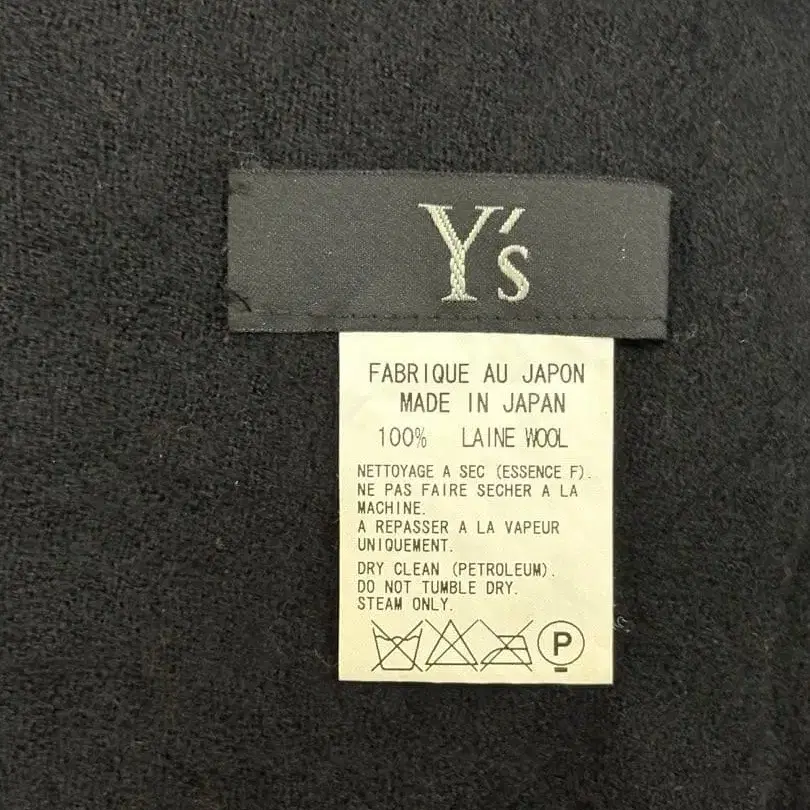 Y's
FABRIQUE AU JAPON
MADE IN JAPAN
100% LAINE WOOL
NETTOYAGE A SEC (ESSENCE F).
NE PAS FAIRE SECHER A LA
MACHINE.
A REPASSER A LA VAPEUR
UNIQUEMENT.
DRY CLEAN (PETROLEUM).
DO NOT TUMBLE DRY.
STEAM ONLY.
P